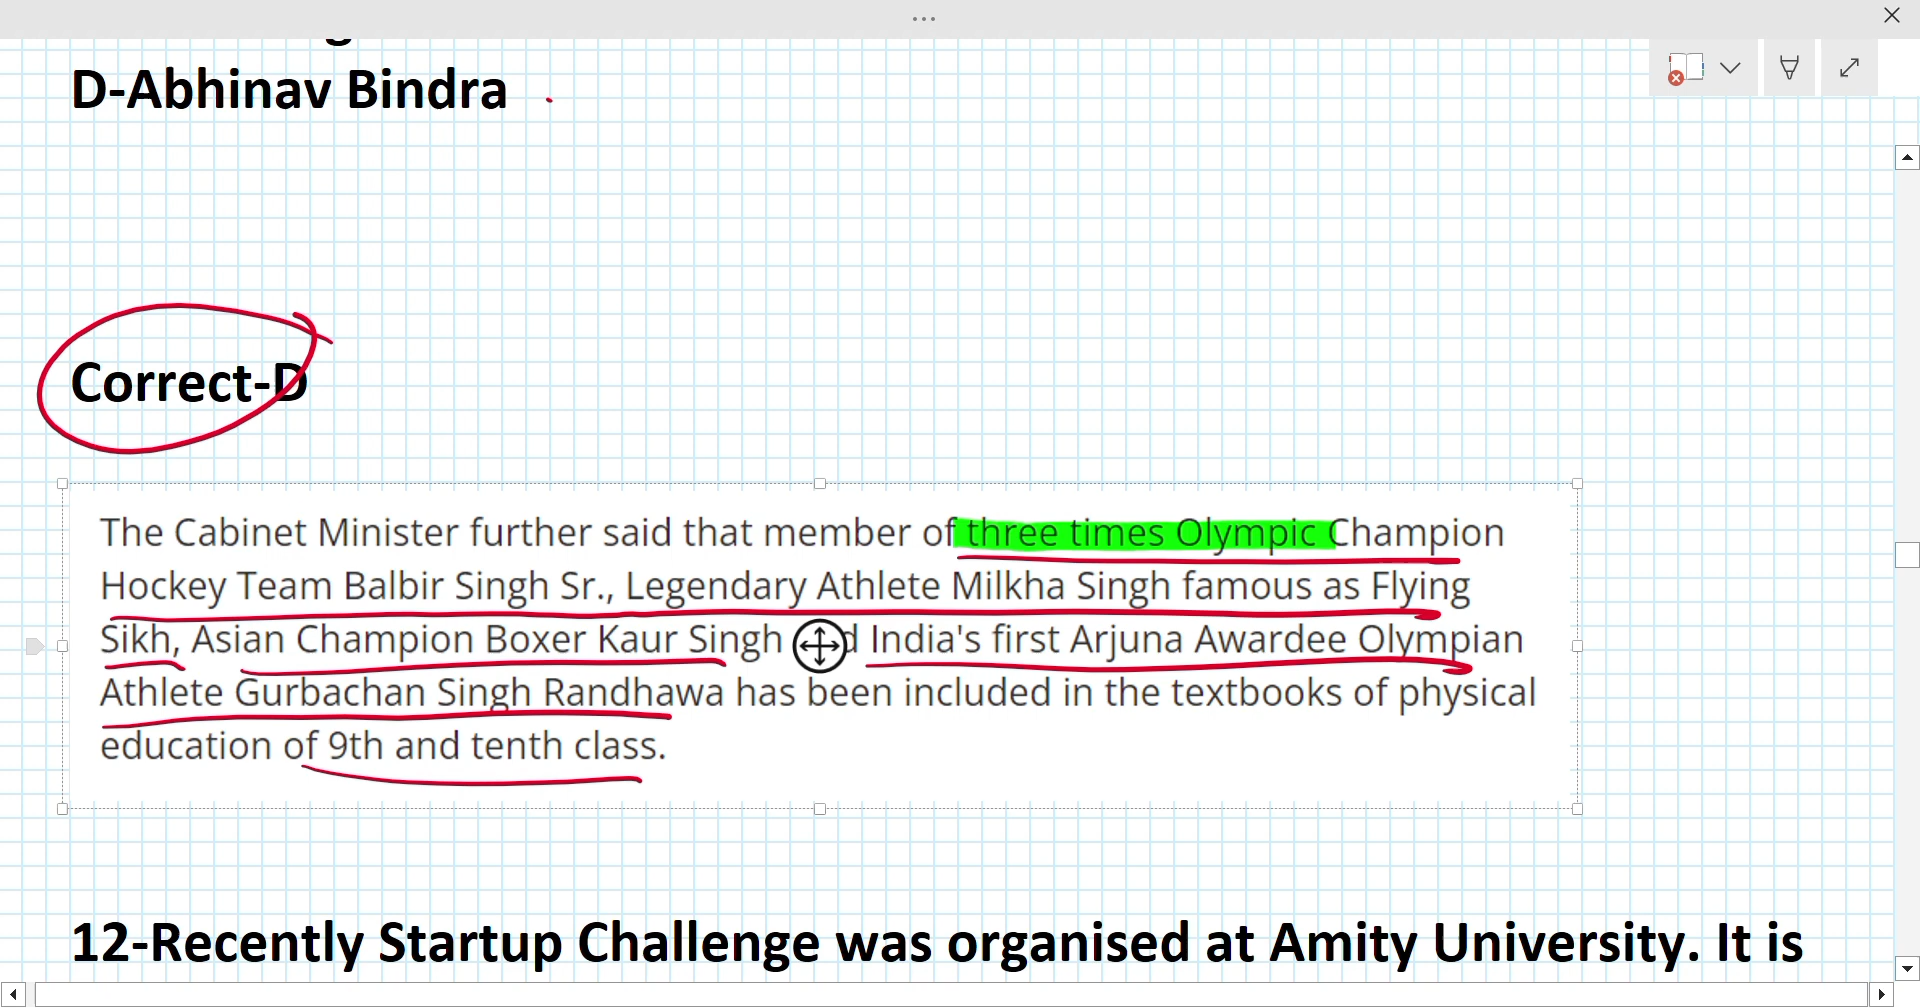 D-Abhinav Bindra
Correct-D
The Cabinet Minister further said that member of three times Olympic Champion
Hockey Team Balbir Singh Sr., Legendary Athlete Milkha Singh famous as Flying
Sikh, Asian Champion Boxer Kaur Singh India's first Arjuna Awardee Olympian
Athlete Gurbachan Singh Randhawa has been included in the textbooks of physical
education of 9th and tenth class.
12-Recently Startup Challenge was organised at Amity University. It is